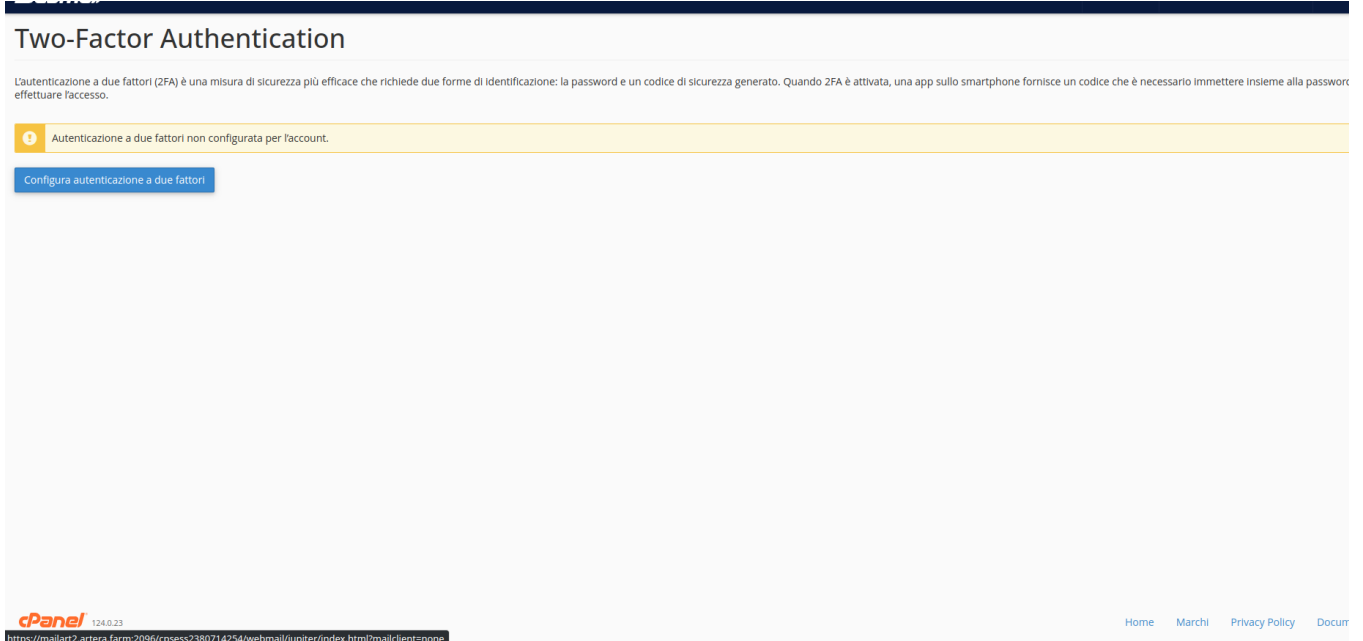 Two-Factor Authentication
L'autenticazione a due fattori (2FA) è una misura di sicurezza più efficace che richiede due forme di identificazione: la password e un codice di sicurezza generato. Quando 2FA è attivata, una app sullo smartphone fornisce un codice che è necessario immettere insieme alla password
effettuare l'accesso.
Autenticazione a due fattori non configurata per l'account.
Configura autenticazione a due fattori
cPanel 124.0.23
Home Marchi Privacy Policy Docum
https://mailart2.artera.farm:2096/cpsess2380714254/webmail/jupiter/index.html?mailclient=none